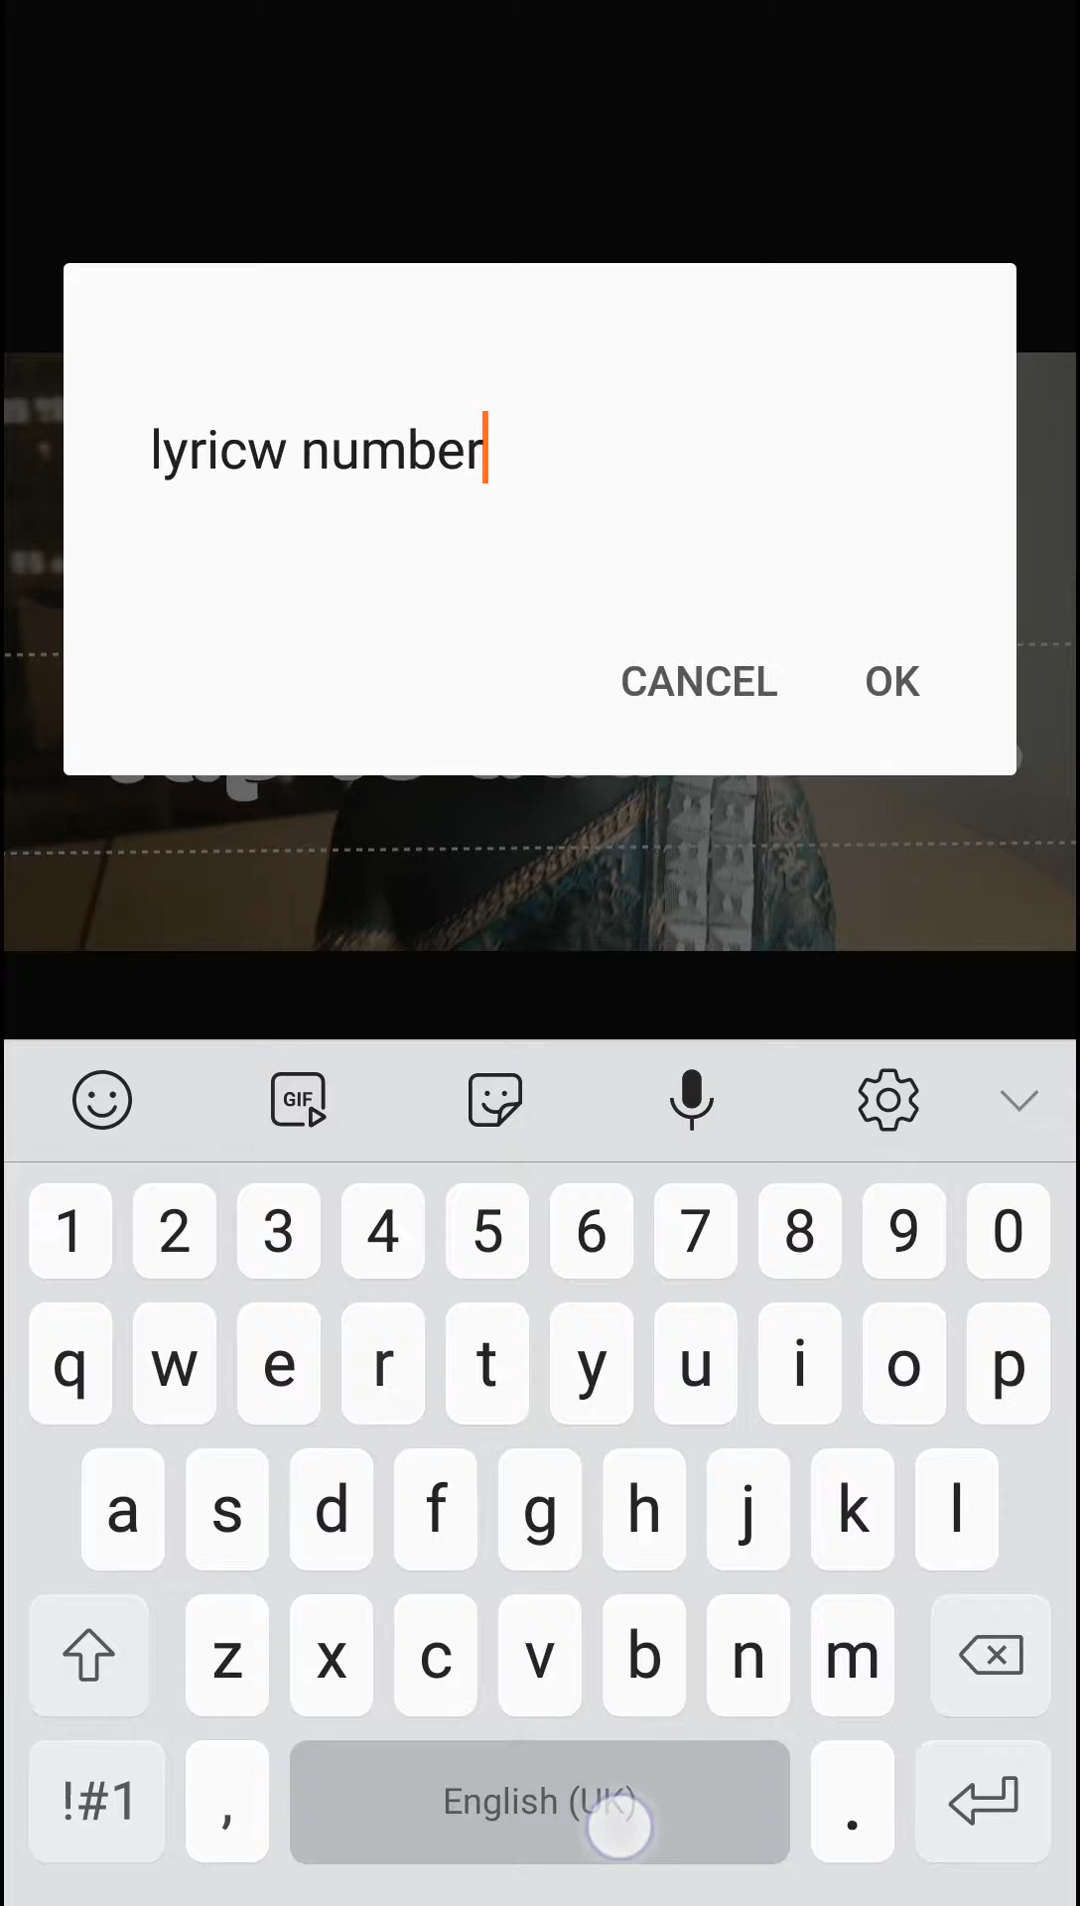 lyricw number
CANCEL OK
GIF
1 2 3 4 5 6 7 8 9 0
q w e r t y u i o p
a s d f g h j k l
z x c v b n m
!#1 , English (UK) .